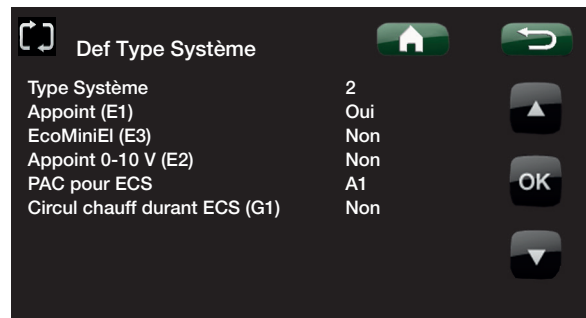 Def Type Système
Type Système 2
Appoint (E1) Oui
EcoMiniEl (E3) Non
Appoint 0-10 V (E2) Non
PAC pour ECS A1
Circul chauff durant ECS (G1) Non
OK